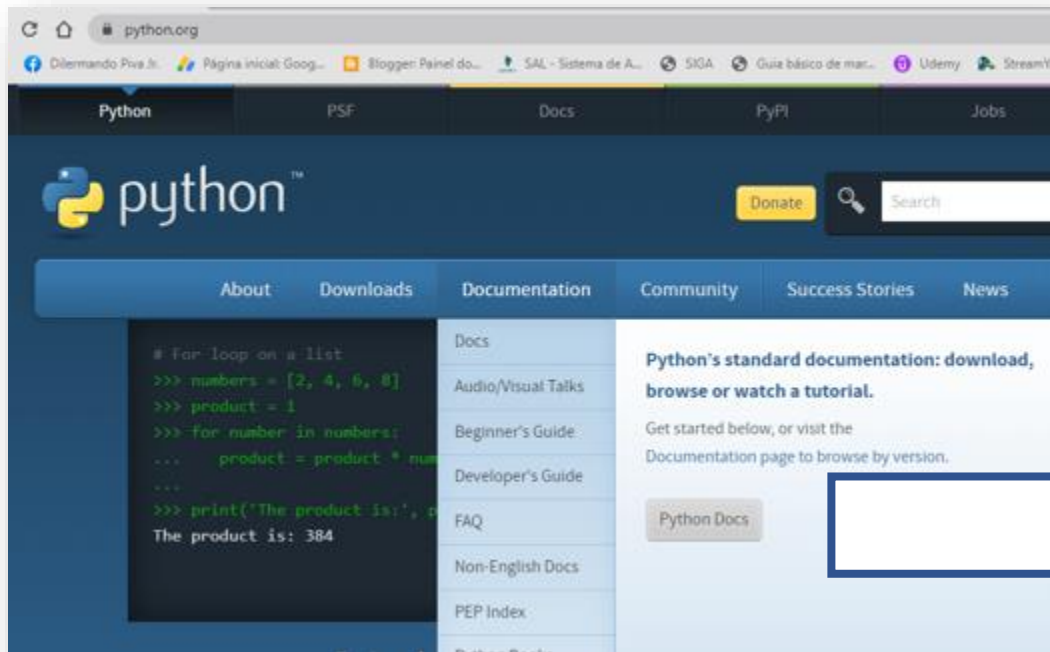 python.org
Dilermando Piva Jr. Página inicial: Goog... Blogger: Painel do... SAL - Sistema de A... SIGA Guia básico de mar... Udemy StreamY
Python PSF Docs PyPI Jobs
python™
Donate Search
About Downloads Documentation Community Success Stories News
# For loop on a list
>>> numbers = [2, 4, 6, 8]
>>> product = 1
>>> for number in numbers:
... product = product * num
...
>>> print('The product is:', p
The product is: 384
Docs
Audio/Visual Talks
Beginner's Guide
Developer's Guide
FAQ
Non-English Docs
PEP Index
Python's standard documentation: download,
browse or watch a tutorial.
Get started below, or visit the
Documentation page to browse by version.
Python Docs